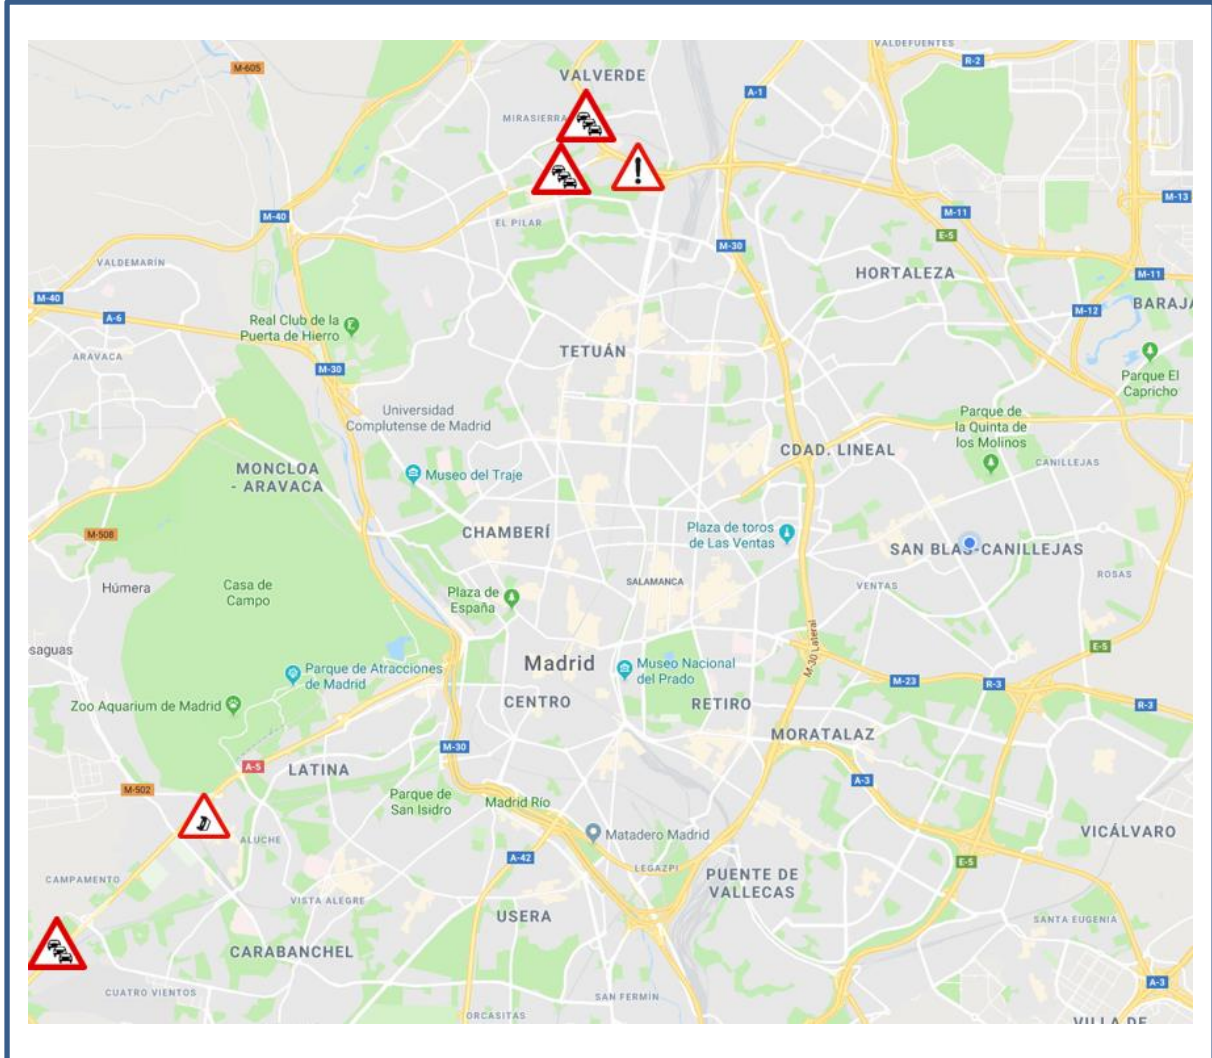 VALDEFUENTES
R-2
M-605
VALVERDE
A-1
MIRASIERRA
M-13
M-40
M-11
EL PILAR
E-5
M-30
VALDEMARÍN
HORTALEZA
M-11
M-40
BARAJA
M-12
A-6
Real Club de la
Puerta de Hierro
TETUÁN
ARAVACA
M-30
Parque El
Capricho
Universidad
Complutense de Madrid
Parque de
la Quinta de
los Molinos
CDAD. LINEAL
CANILLEJAS
MONCLOA
- ARAVACA
Museo del Traje
M-508
CHAMBERÍ
Plaza de toros
de Las Ventas
SAN BLAS-CANILLEJAS
ROSAS
Húmera
Casa de
Campo
SALAMANCA
VENTAS
Plaza de
España
M-30 Lateral
saguas
E-5
Parque de Atracciones
de Madrid
Madrid
Museo Nacional
del Prado
M-23
R-3
R-3
Zoo Aquarium de Madrid
CENTRO
RETIRO
MORATALAZ
M-30
A-5
LATINA
A-3
M-502
Parque de
San Isidro
Madrid Río
ALUCHE
Matadero Madrid
VICÁLVARO
A-42
LEGAZPI
E-5
CAMPAMENTO
PUENTE DE
VALLECAS
VISTA ALEGRE
USERA
SANTA EUGENIA
CARABANCHEL
A-3
CUATRO VIENTOS
SAN FERMÍN
ORCASITAS
VILLA DE